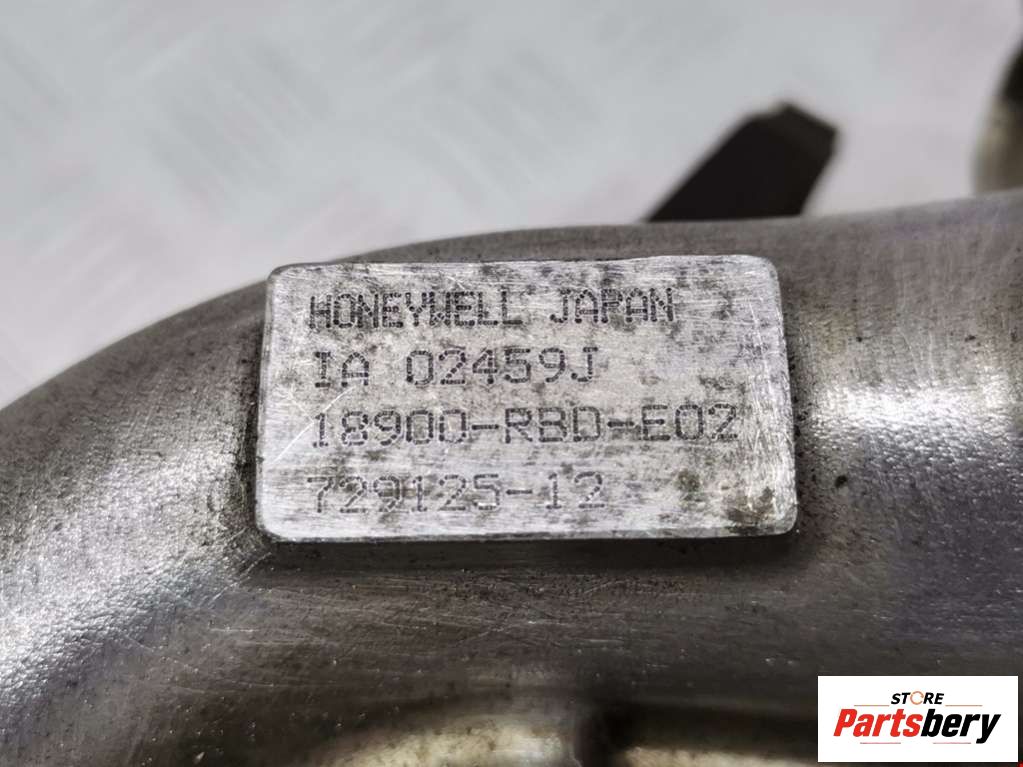 HONEYWELL JAPAN
IA 02459J
18900-RBD-E02
729125-12
STORE
Partsbery